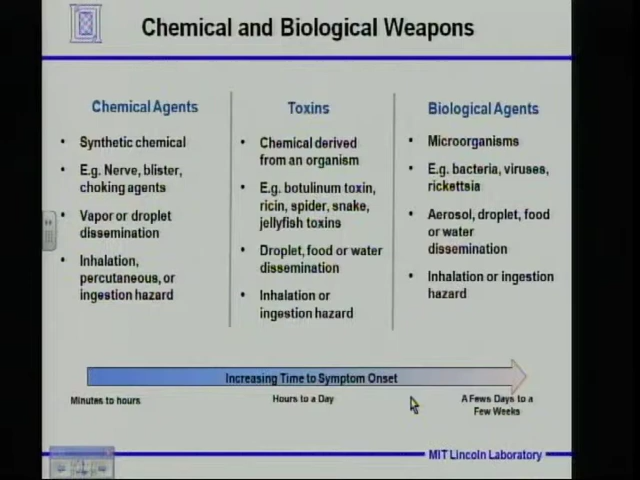 Chemical and Biological Weapons
Chemical Agents
• Synthetic chemical
• E.g. Nerve, blister,
choking agents
• Vapor or droplet
dissemination
• Inhalation,
percutaneous, or
ingestion hazard
Toxins
• Chemical derived
from an organism
• E.g. botulinum toxin,
ricin, spider, snake,
jellyfish toxins
• Droplet, food or water
dissemination
• Inhalation or
ingestion hazard
Biological Agents
• Microorganisms
• E.g. bacteria, viruses,
rickettsia
• Aerosol, droplet, food
or water
dissemination
• Inhalation or ingestion
hazard
Increasing Time to Symptom Onset
Minutes to hours
Hours to a Day
A Fews Days to a
Few Weeks
MIT Lincoln Laboratory